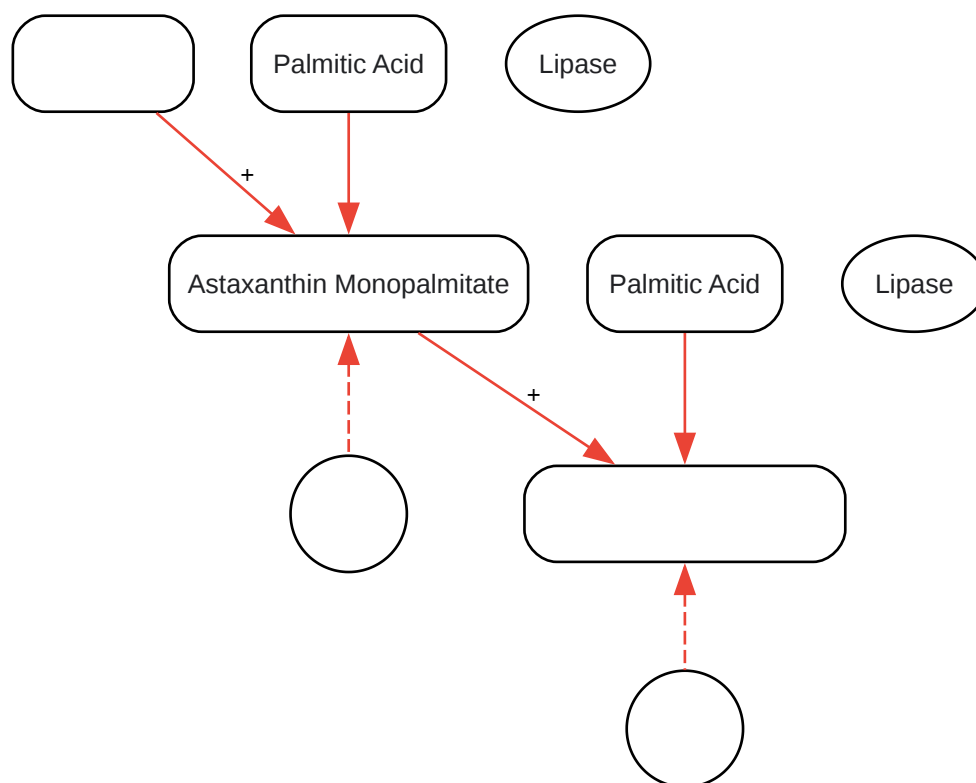 Palmitic Acid
Lipase
+
Astaxanthin Monopalmitate
Palmitic Acid
Lipase
+